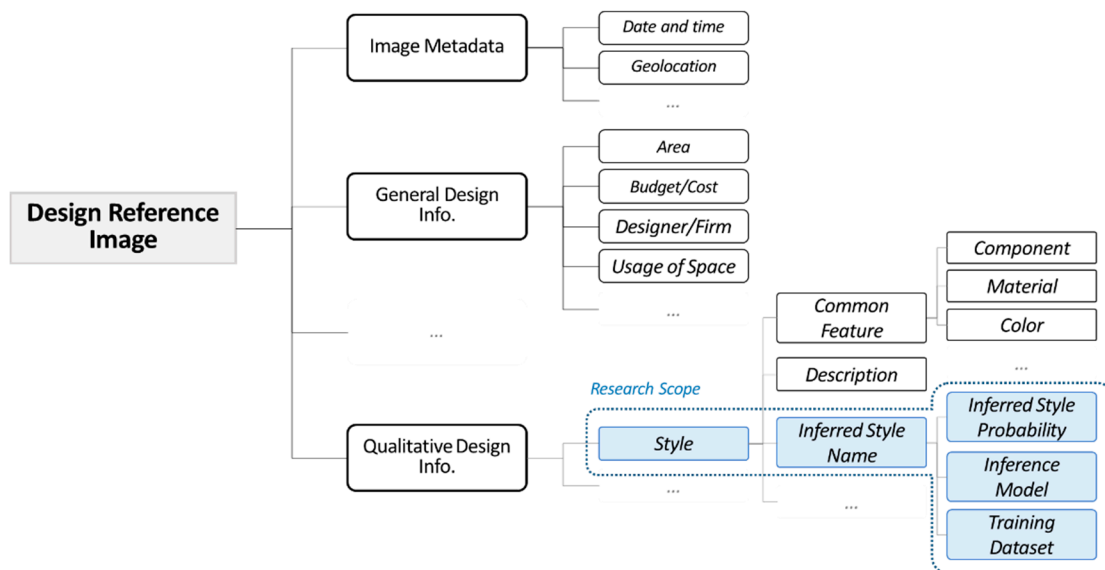 Design Reference
Image
Image Metadata
Date and time
Geolocation
...
General Design
Info.
Area
Budget/Cost
Designer/Firm
Usage of Space
...
...
Qualitative Design
Info.
Research Scope
Style
...
Common
Feature
Component
Material
Color
...
Description
Inferred Style
Name
Inferred Style
Probability
Inference
Model
Training
Dataset
...